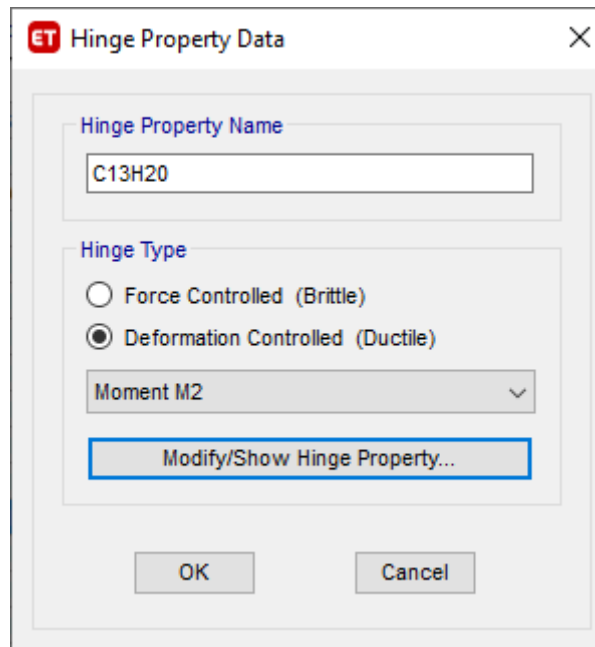 ET Hinge Property Data
Hinge Property Name
C13H20
Hinge Type
Force Controlled (Brittle)
Deformation Controlled (Ductile)
Moment M2
Modify/Show Hinge Property...
OK Cancel